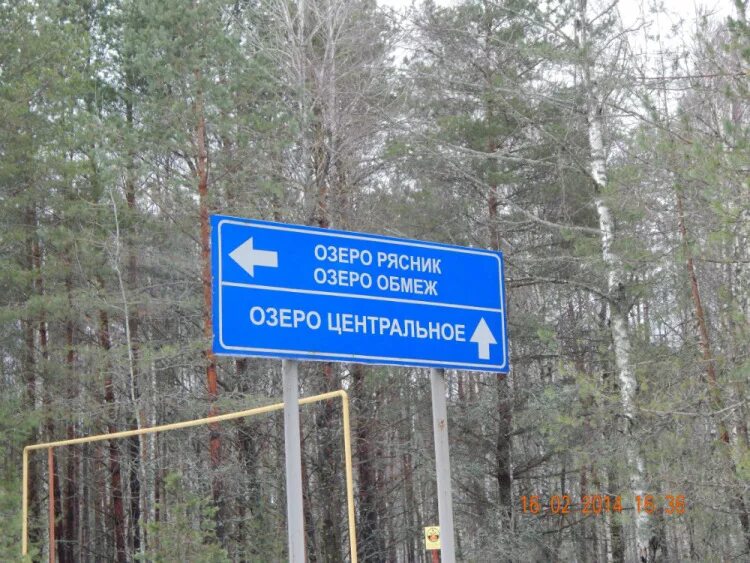 ОЗЕРО РЯСНИК
ОЗЕРО ОБМЕЖ
ОЗЕРО ЦЕНТРАЛЬНОЕ
16 02 2014 16 36